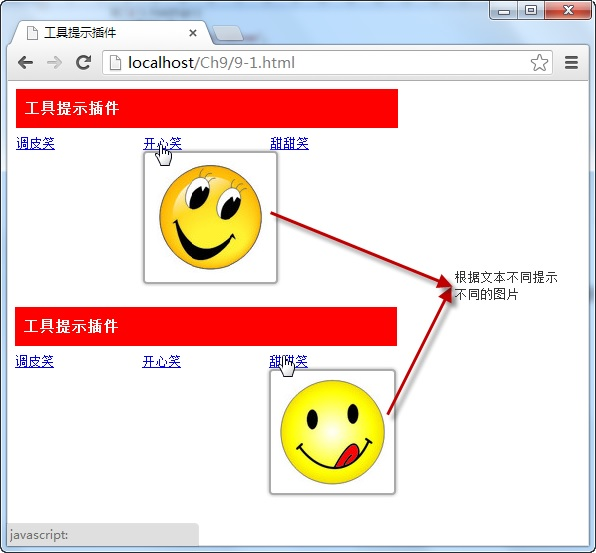 工具提示插件
localhost/Ch9/9-1.html
工具提示插件
调皮笑 开心笑 甜甜笑
根据文本不同提示
不同的图片
工具提示插件
调皮笑 开心笑 甜甜笑
javascript: